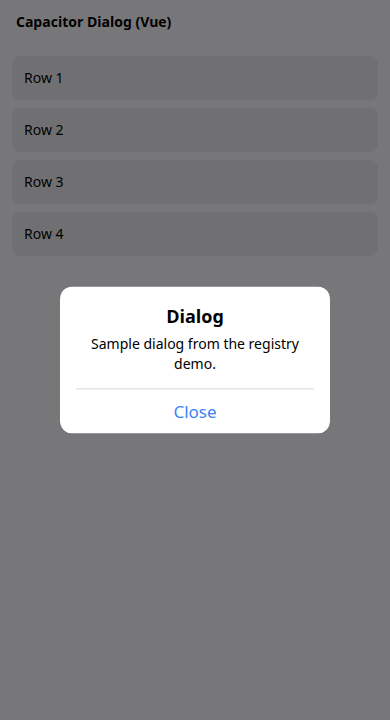 Capacitor Dialog (Vue)
Row 1
Row 2
Row 3
Row 4
Dialog
Sample dialog from the registry
demo.
Close